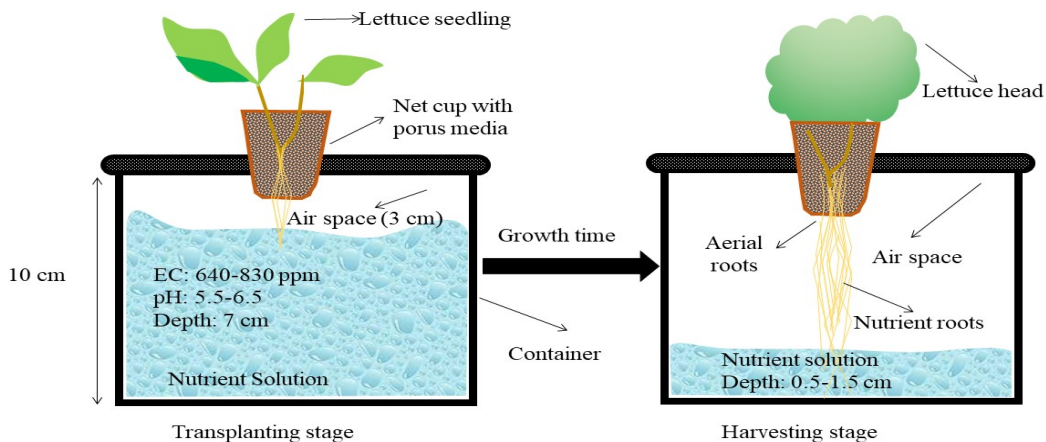 Lettuce seedling
Net cup with
porus media
Air space (3 cm)
10 cm
EC: 640-830 ppm
pH: 5.5-6.5
Depth: 7 cm
Nutrient Solution
Container
Transplanting stage
Growth time
Lettuce head
Aerial
roots
Air space
Nutrient roots
Nutrient solution
Depth: 0.5-1.5 cm
Harvesting stage